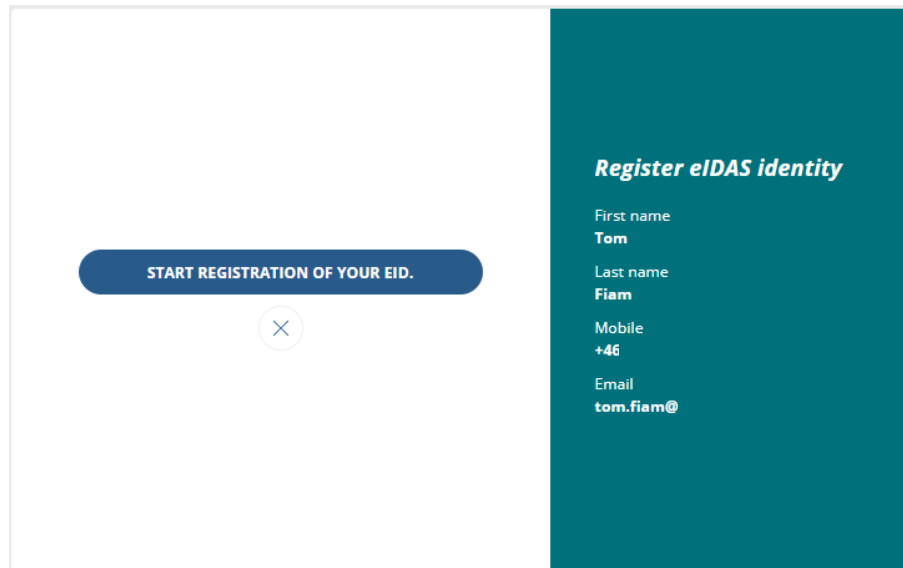 START REGISTRATION OF YOUR EID.
Register eIDAS identity
First name
Tom
Last name
Fiam
Mobile
+46
Email
tom.fiam@